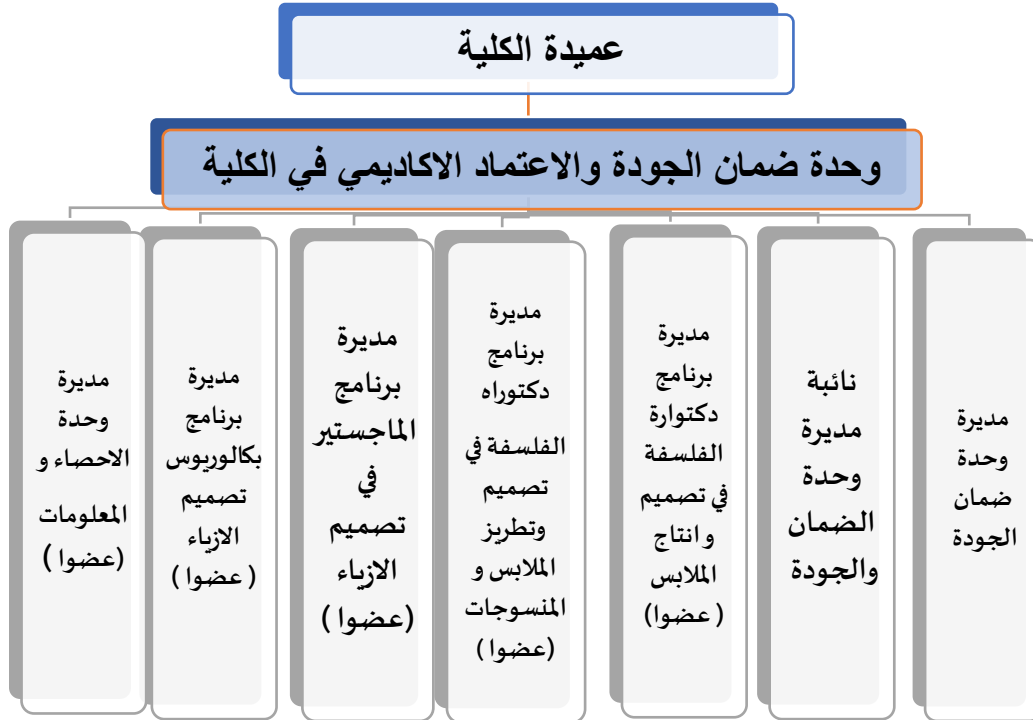 عميدة الكلية
وحدة ضمان الجودة والاعتماد الاكاديمي في الكلية
مديرة
وحدة
ضمان
الجودة
نائبة
مديرة
وحدة
الضمان
والجودة
مديرة
برنامج
دكتوارة
الفلسفة
في تصميم
و انتاج
الملابس
( عضوا)
مديرة
برنامج
دكتوراه
الفلسفة في
تصميم
وتطريز
الملابس و
المنسوجات
(عضوا )
مديرة
برنامج
الماجستير
في
تصميم
الازياء
(عضوا )
مديرة
برنامج
بكالوريوس
تصميم
الازياء
( عضوا )
مديرة
وحدة
الاحصاء و
المعلومات
(عضوا )